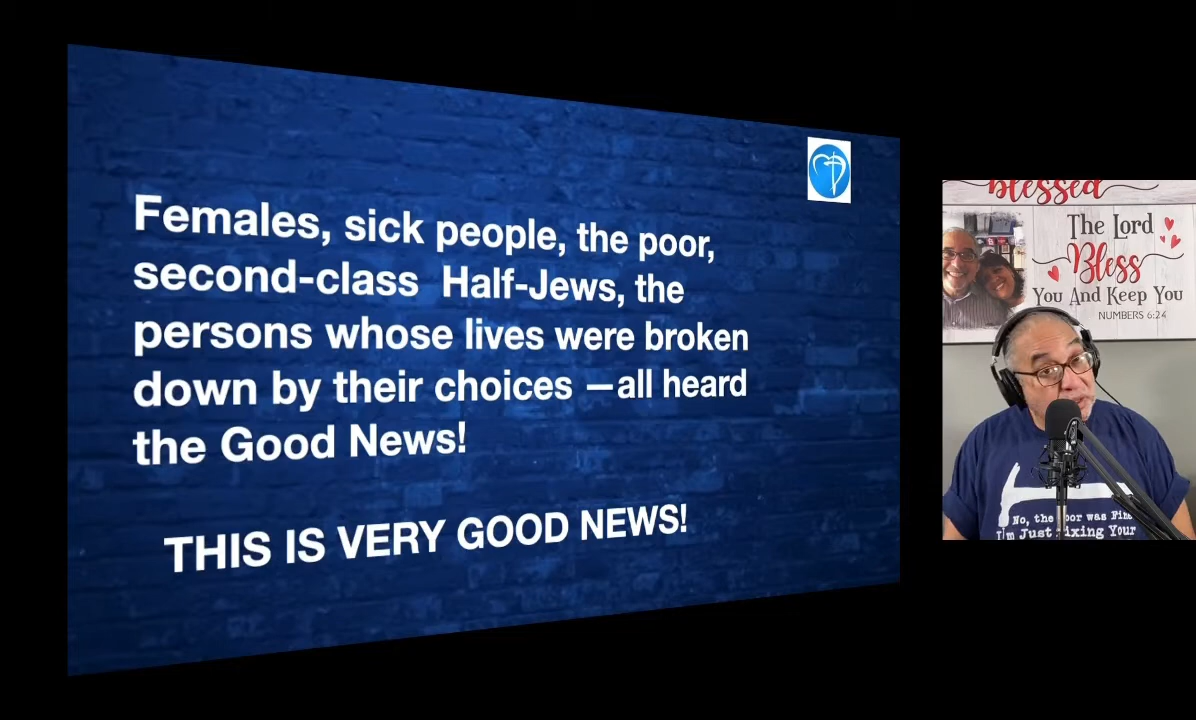 Females, sick people, the poor,
second-class Half-Jews, the
persons whose lives were broken
down by their choices —all heard
the Good News!
THIS IS VERY GOOD NEWS!
blessed
The Lord
Bless
You And Keep You
NUMBERS 6:24
No, the Door was Fine
I'm Just Fixing Your